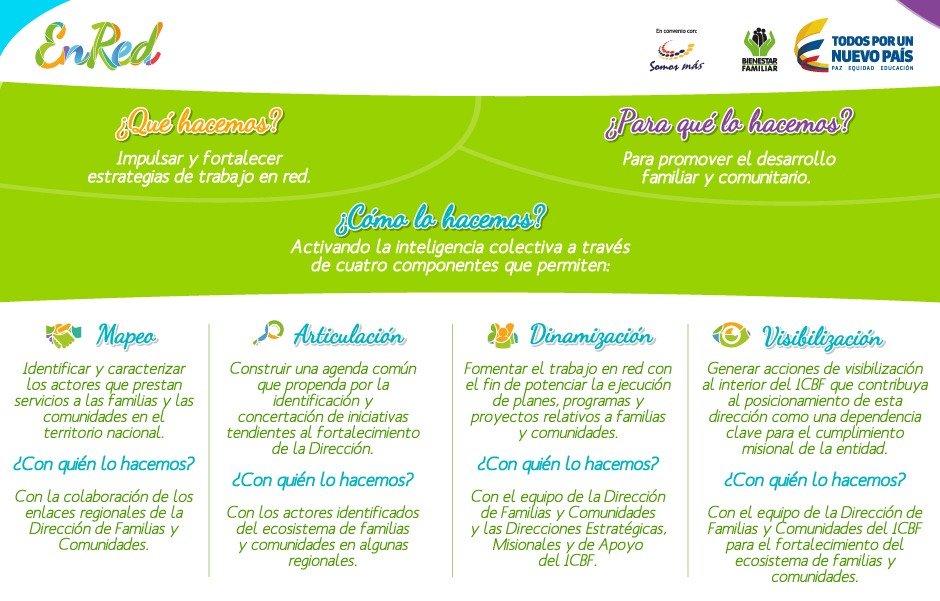 EnRed
En convenio con:
Somos más
BIENESTAR
FAMILIAR
TODOS POR UN
NUEVO PAÍS
PAZ EQUIDAD EDUCACIÓN
¿Qué hacemos?
Impulsar y fortalecer
estrategias de trabajo en red.
¿Para qué lo hacemos?
Para promover el desarrollo
familiar y comunitario.
¿Cómo lo hacemos?
Activando la inteligencia colectiva a través
de cuatro componentes que permiten:
Mapeo
Identificar y caracterizar
los actores que prestan
servicios a las familias y las
comunidades en el
territorio nacional.
¿Con quién lo hacemos?
Con la colaboración de los
enlaces regionales de la
Dirección de Familias y
Comunidades.
Articulación
Construir una agenda común
que propenda por la
identificación y
concertación de iniciativas
tendientes al fortalecimiento
de la Dirección.
¿Con quién lo hacemos?
Con los actores identificados
del ecosistema de familias
y comunidades en algunas
regionales.
Dinamización
Fomentar el trabajo en red con
el fin de potenciar la ejecución
de planes, programas y
proyectos relativos a familias
y comunidades.
¿Con quién lo hacemos?
Con el equipo de la Dirección
de Familias y Comunidades
y las Direcciones Estratégicas,
Misionales y de Apoyo
del ICBF.
Visibilización
Generar acciones de visibilización
al interior del ICBF que contribuya
al posicionamiento de esta
dirección como una dependencia
clave para el cumplimiento
misional de la entidad.
¿Con quién lo hacemos?
Con el equipo de la Dirección de
Familias y Comunidades del ICBF
para el fortalecimiento del
ecosistema de familias y
comunidades.